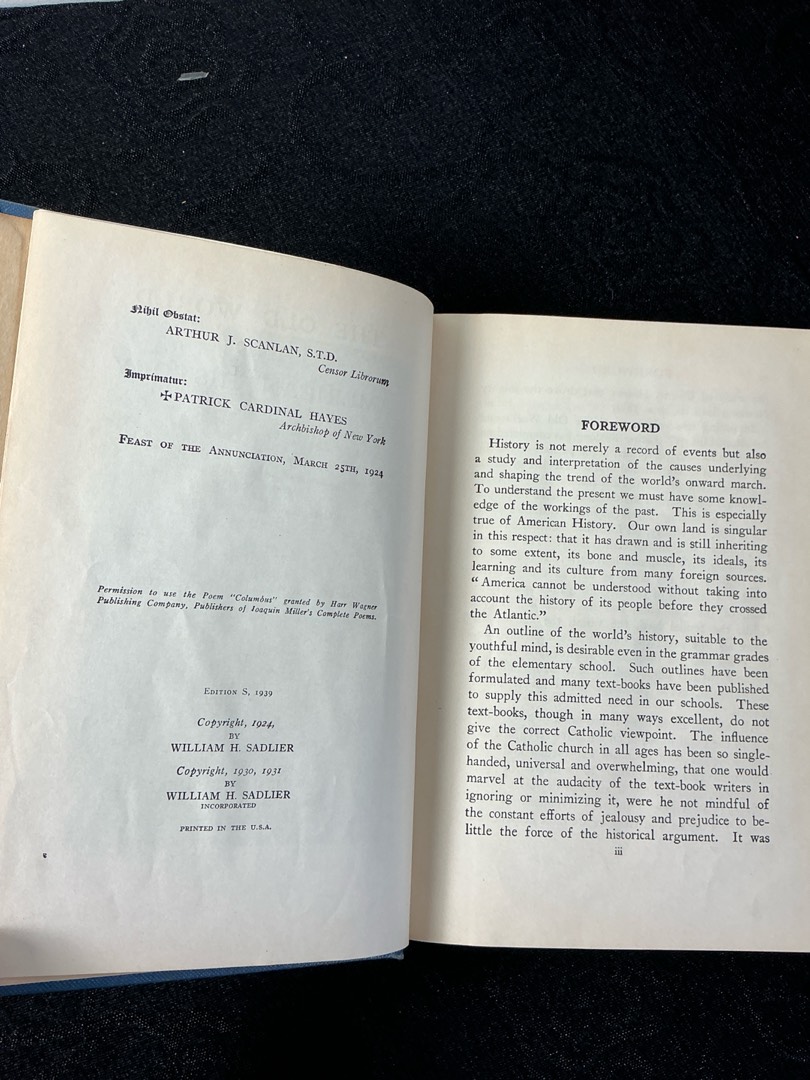 Nihil Obstat:
ARTHUR J. SCANLAN, S.T.D.
Censor Librorum
Imprimatur:
✠PATRICK CARDINAL HAYES
Archbishop of New York
FEAST OF THE ANNUNCIATION, MARCH 25TH, 1924
Permission to use the Poem "Columbus" granted by Harr Wagner
Publishing Company, Publishers of Joaquin Miller's Complete Poems.
EDITION S, 1939
Copyright, 1924,
BY
WILLIAM H. SADLIER
Copyright, 1930, 1931
BY
WILLIAM H. SADLIER
INCORPORATED
PRINTED IN THE U.S.A.
FOREWORD
History is not merely a record of events but also
a study and interpretation of the causes underlying
and shaping the trend of the world's onward march.
To understand the present we must have some knowl-
edge of the workings of the past. This is especially
true of American History. Our own land is singular
in this respect: that it has drawn and is still inheriting
to some extent, its bone and muscle, its ideals, its
learning and its culture from many foreign sources.
"America cannot be understood without taking into
account the history of its people before they crossed
the Atlantic."
An outline of the world's history, suitable to the
youthful mind, is desirable even in the grammar grades
of the elementary school. Such outlines have been
formulated and many text-books have been published
to supply this admitted need in our schools. These
text-books, though in many ways excellent, do not
give the correct Catholic viewpoint. The influence
of the Catholic church in all ages has been so single-
handed, universal and overwhelming, that one would
marvel at the audacity of the text-book writers in
ignoring or minimizing it, were he not mindful of
the constant efforts of jealousy and prejudice to be-
little the force of the historical argument. It was
iii